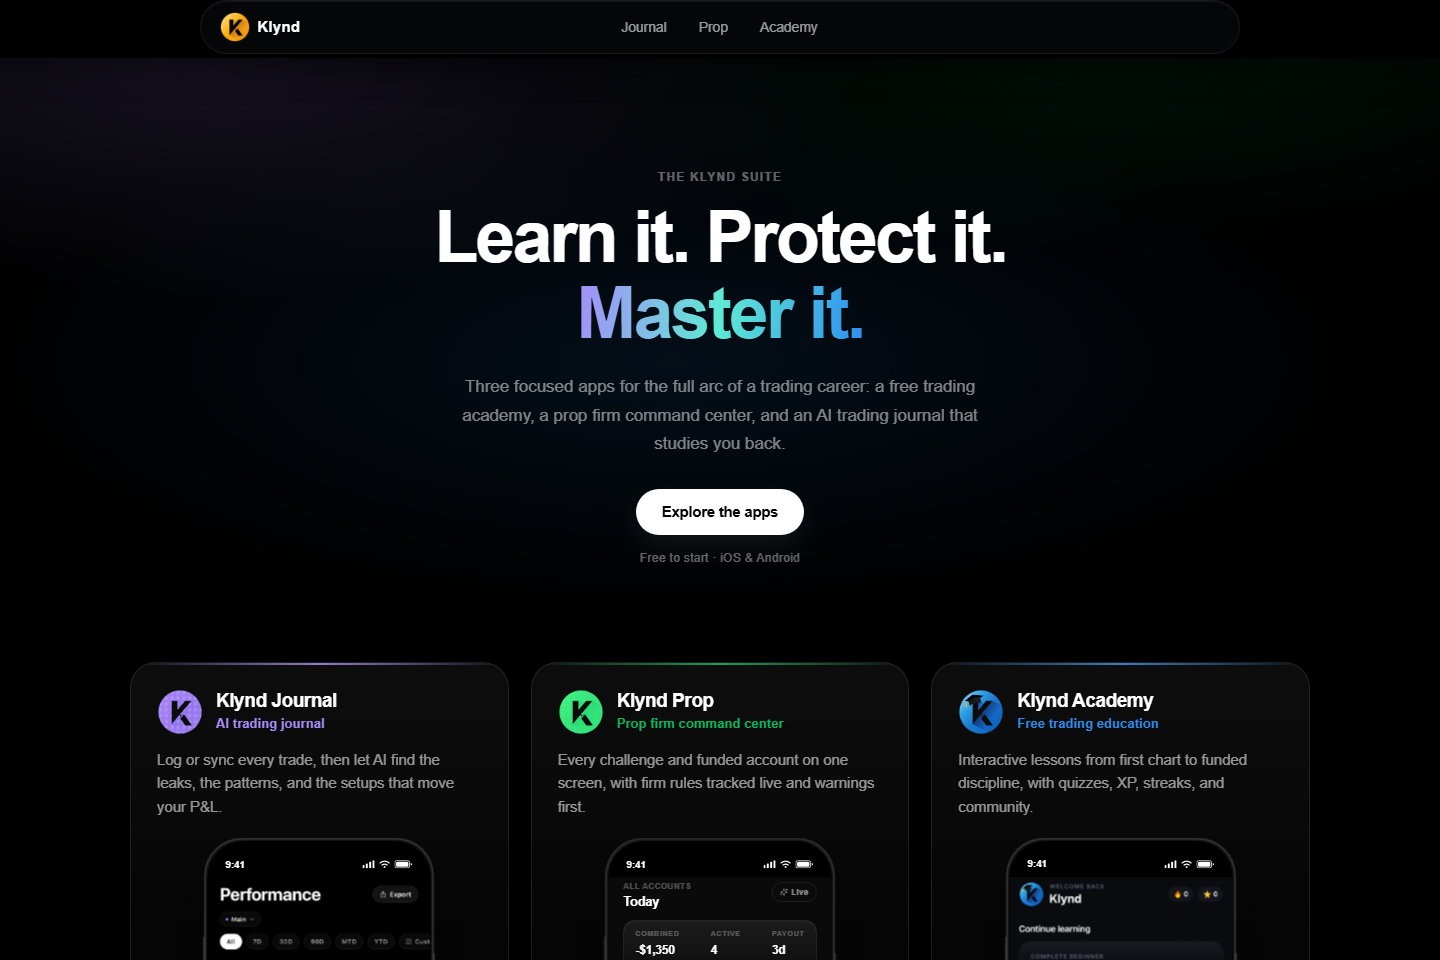 Klynd
Journal
Prop
Academy
THE KLYND SUITE
Learn it. Protect it.
Master it.
Three focused apps for the full arc of a trading career: a free trading
academy, a prop firm command center, and an AI trading journal that
studies you back.
Explore the apps
Free to start · iOS & Android
Klynd Journal
AI trading journal
Log or sync every trade, then let AI find the
leaks, the patterns, and the setups that move
your P&L.
9:41
Performance
Export
Main
All
7D
30D
90D
MTD
YTD
Klynd Prop
Prop firm command center
Every challenge and funded account on one
screen, with firm rules tracked live and warnings
first.
9:41
ALL ACCOUNTS
Today
Live
COMBINED
ACTIVE
PAYOUT
-$1,350
4
3d
Klynd Academy
Free trading education
Interactive lessons from first chart to funded
discipline, with quizzes, XP, streaks, and
community.
9:41
WELCOME BACK
Klynd
0
0
Continue learning
COMPLETE BEGINNER